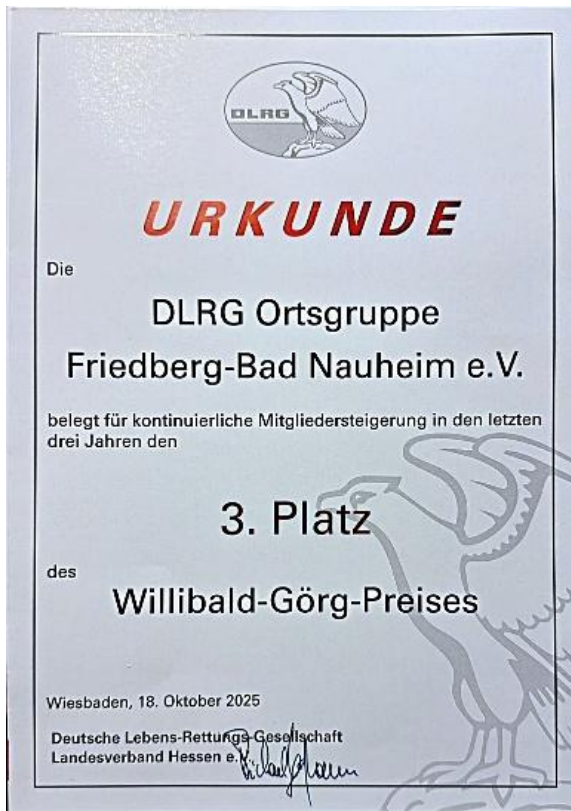 DLRG
URKUNDE
Die
DLRG Ortsgruppe
Friedberg-Bad Nauheim e.V.
belegt für kontinuierliche Mitgliedersteigerung in den letzten
drei Jahren den
3. Platz
des
Willibald-Görg-Preises
Wiesbaden, 18. Oktober 2025
Deutsche Lebens-Rettungs-Gesellschaft
Landesverband Hessen e.V.